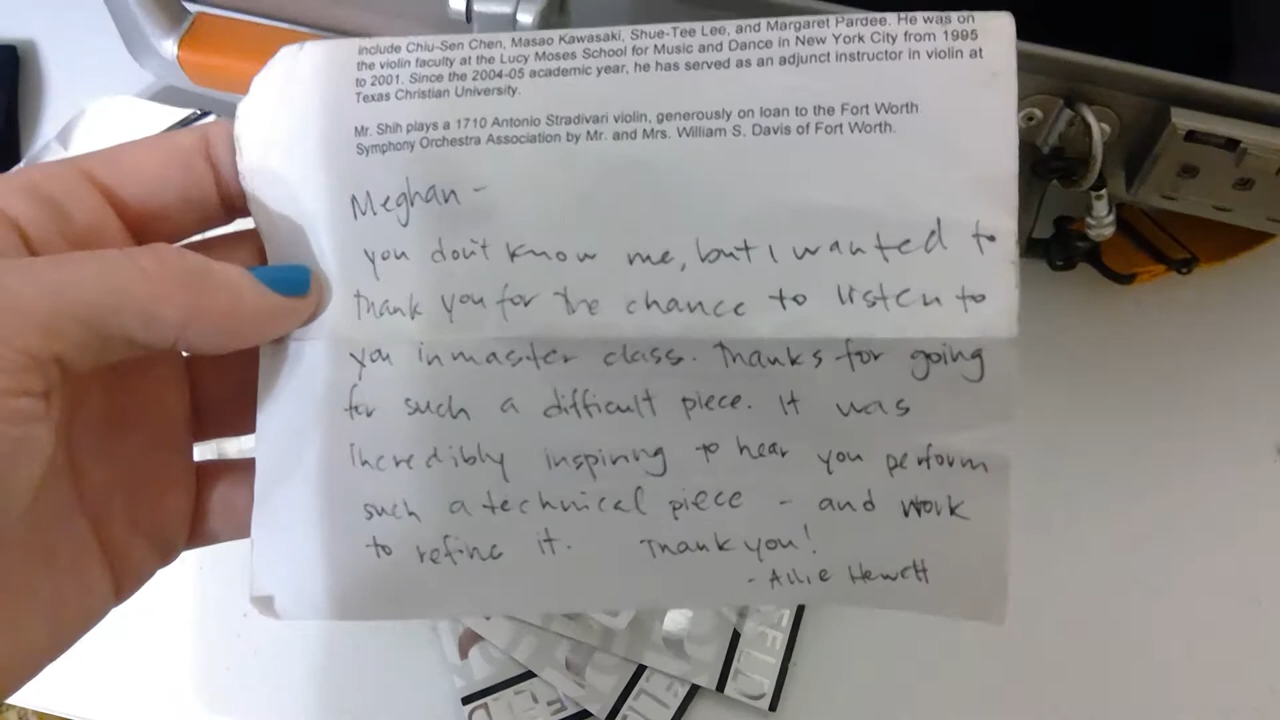 include Chiu-Sen Chen, Masao Kawasaki, Shue-Tee Lee, and Margaret Pardee. He was on
the violin faculty at the Lucy Moses School for Music and Dance in New York City from 1995
to 2001. Since the 2004-05 academic year, he has served as an adjunct instructor in violin at
Texas Christian University.
Mr. Shih plays a 1710 Antonio Stradivari violin, generously on loan to the Fort Worth
Symphony Orchestra Association by Mr. and Mrs. William S. Davis of Fort Worth.
Meghan -
you don't know me, but I wanted to
thank you for the chance to listen to
you in master class. Thanks for going
for such a difficult piece. It was
incredibly inspiring to hear you perform
such a technical piece - and work
to refine it. Thank you!
- Allie Hewett